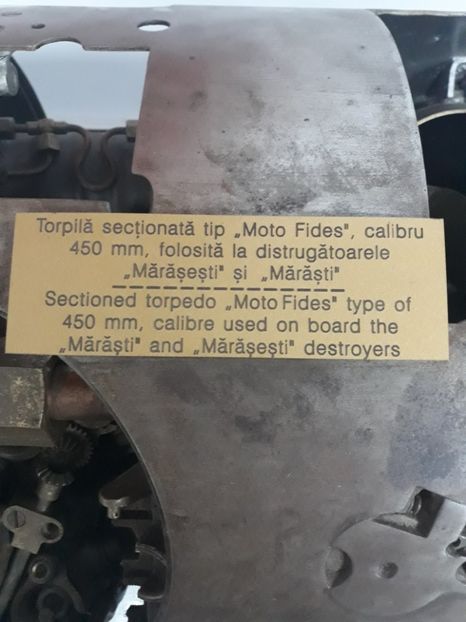 Torpilă secționată tip „Moto Fides", calibru
450 mm, folosită la distrugătoarele
„Mărășești" și „Mărăști"
Sectioned torpedo „Moto Fides" type of
450 mm, calibre used on board the
„Mărăști" and „Mărășești" destroyers